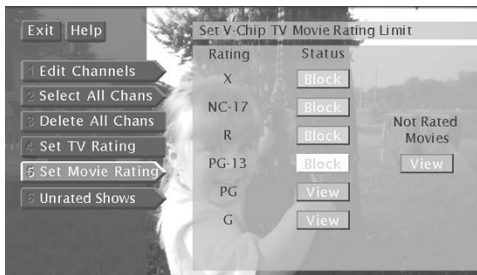 Exit Help
Set V-Chip TV Movie Rating Limit
1 Edit Channels
2 Select All Chans
3 Delete All Chans
4 Set TV Rating
5 Set Movie Rating
6 Unrated Shows
Rating Status
X Block
NC-17 Block
R Block
PG-13 Block
PG View
G View
Not Rated
Movies
View